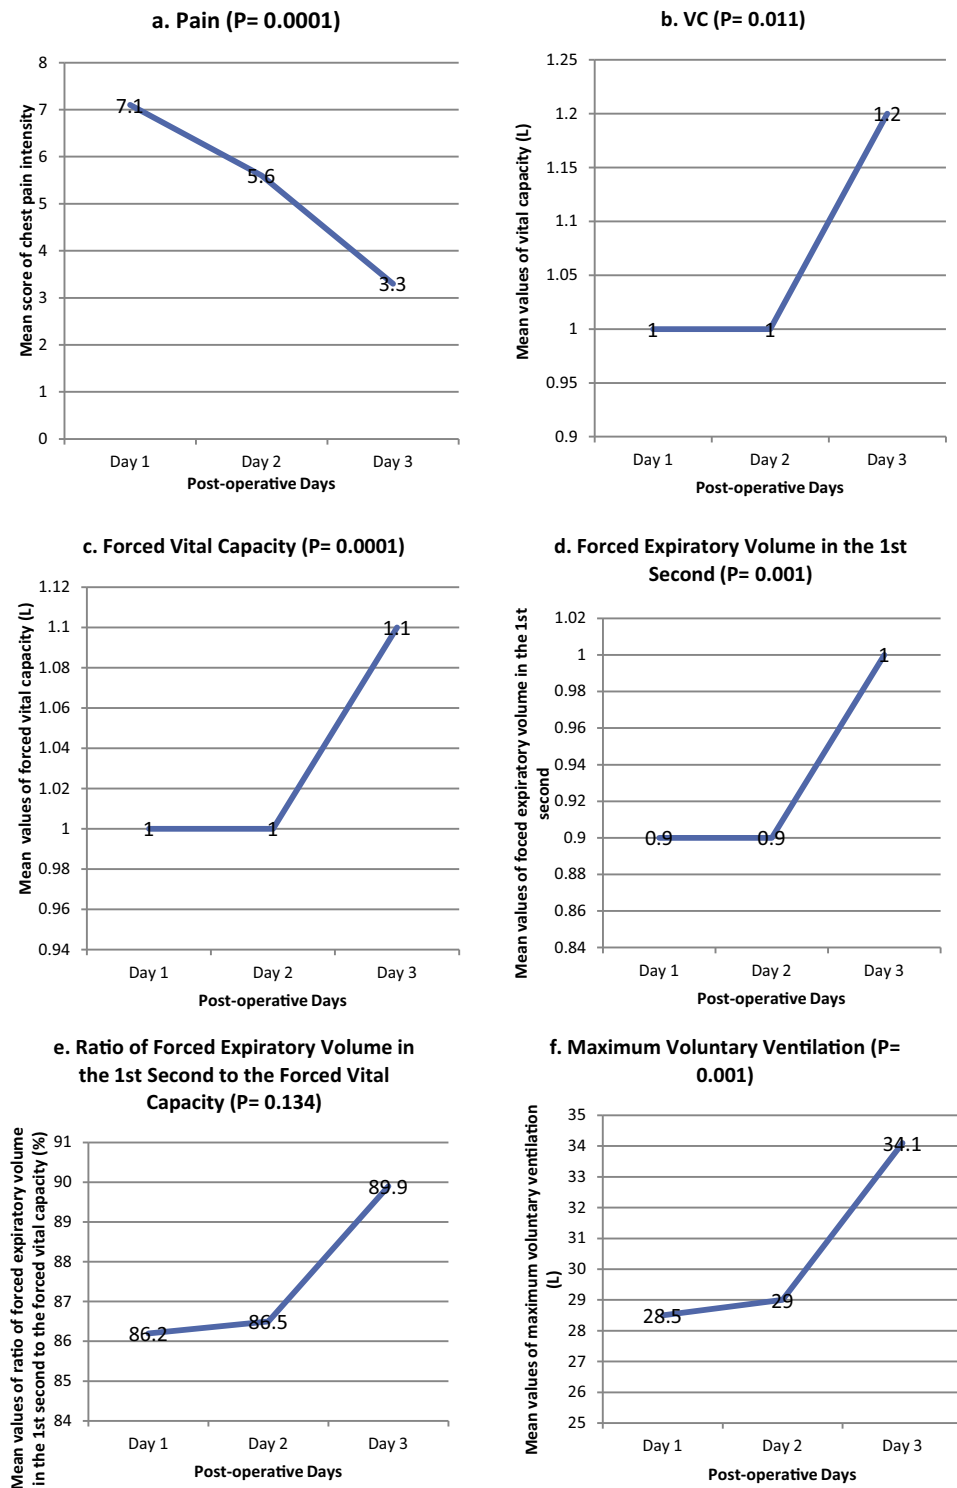 a. Pain (P= 0.0001)
Mean score of chest pain intensity
8
7
6
5
4
3
2
1
0
7.1
5.6
3.3
Day 1
Day 2
Day 3
Post-operative Days
b. VC (P= 0.011)
Mean values of vital capacity (L)
1.25
1.2
1.15
1.1
1.05
1
0.95
0.9
1
1
1.2
Day 1
Day 2
Day 3
Post-operative Days
c. Forced Vital Capacity (P= 0.0001)
Mean values of forced vital capacity (L)
1.12
1.1
1.08
1.06
1.04
1.02
1
0.98
0.96
0.94
1
1
1.1
Day 1
Day 2
Day 3
Post-operative Days
d. Forced Expiratory Volume in the 1st
Second (P= 0.001)
Mean values of foced expiratory volume in the 1st
second
1.02
1
0.98
0.96
0.94
0.92
0.9
0.88
0.86
0.84
0.9
0.9
1
Day 1
Day 2
Day 3
Post-operative Days
e. Ratio of Forced Expiratory Volume in
the 1st Second to the Forced Vital
Capacity (P= 0.134)
Mean values of ratio of forced expiratory volume
in the 1st second to the forced vital capacity (%)
91
90
89
88
87
86
85
84
86.2
86.5
89.9
Day 1
Day 2
Day 3
Post-operative Days
f. Maximum Voluntary Ventilation (P=
0.001)
Mean values of maximum voluntary ventilation
(L)
35
34
33
32
31
30
29
28
27
26
25
28.5
29
34.1
Day 1
Day 2
Day 3
Post-operative Days